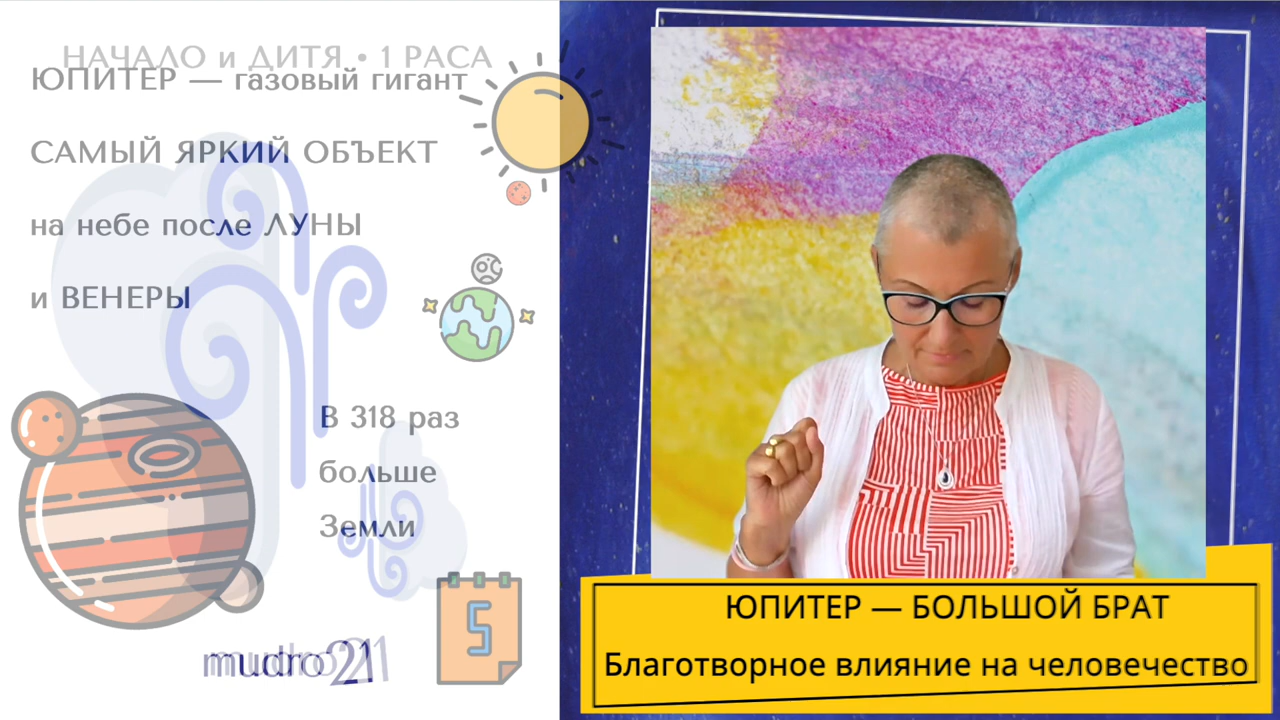 НАЧАЛО и ДИТЯ • 1 РАСА
ЮПИТЕР — газовый гигант
САМЫЙ ЯРКИЙ ОБЪЕКТ
на небе после ЛУНЫ
и ВЕНЕРЫ
В 318 раз
больше
Земли
5
mudro21
ЮПИТЕР — БОЛЬШОЙ БРАТ
Благотворное влияние на человечество